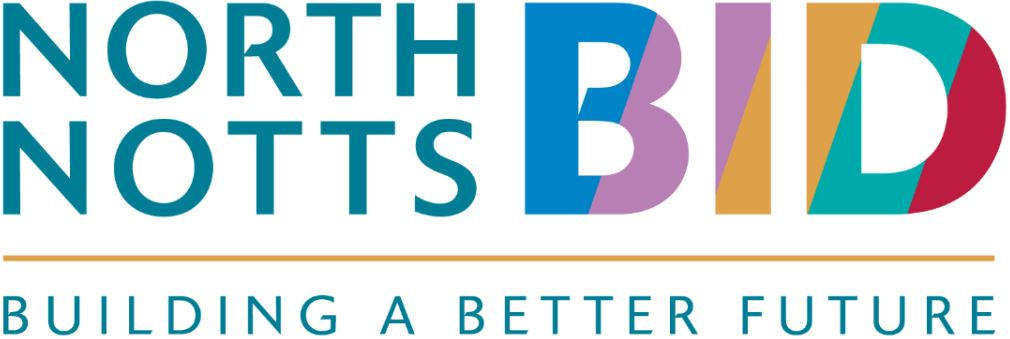 NORTH
NOTTS BID
BUILDING A BETTER FUTURE